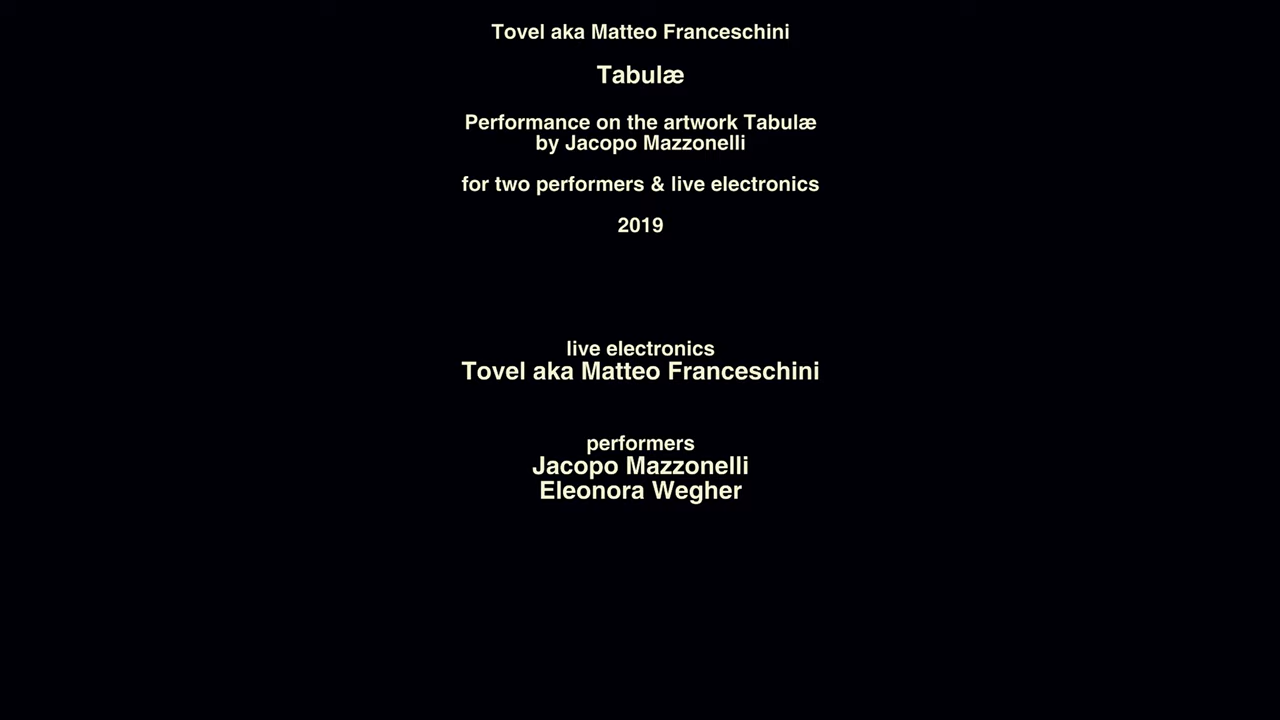 Tovel aka Matteo Franceschini
Tabulæ
Performance on the artwork Tabulæ
by Jacopo Mazzonelli
for two performers & live electronics
2019
live electronics
Tovel aka Matteo Franceschini
performers
Jacopo Mazzonelli
Eleonora Wegher